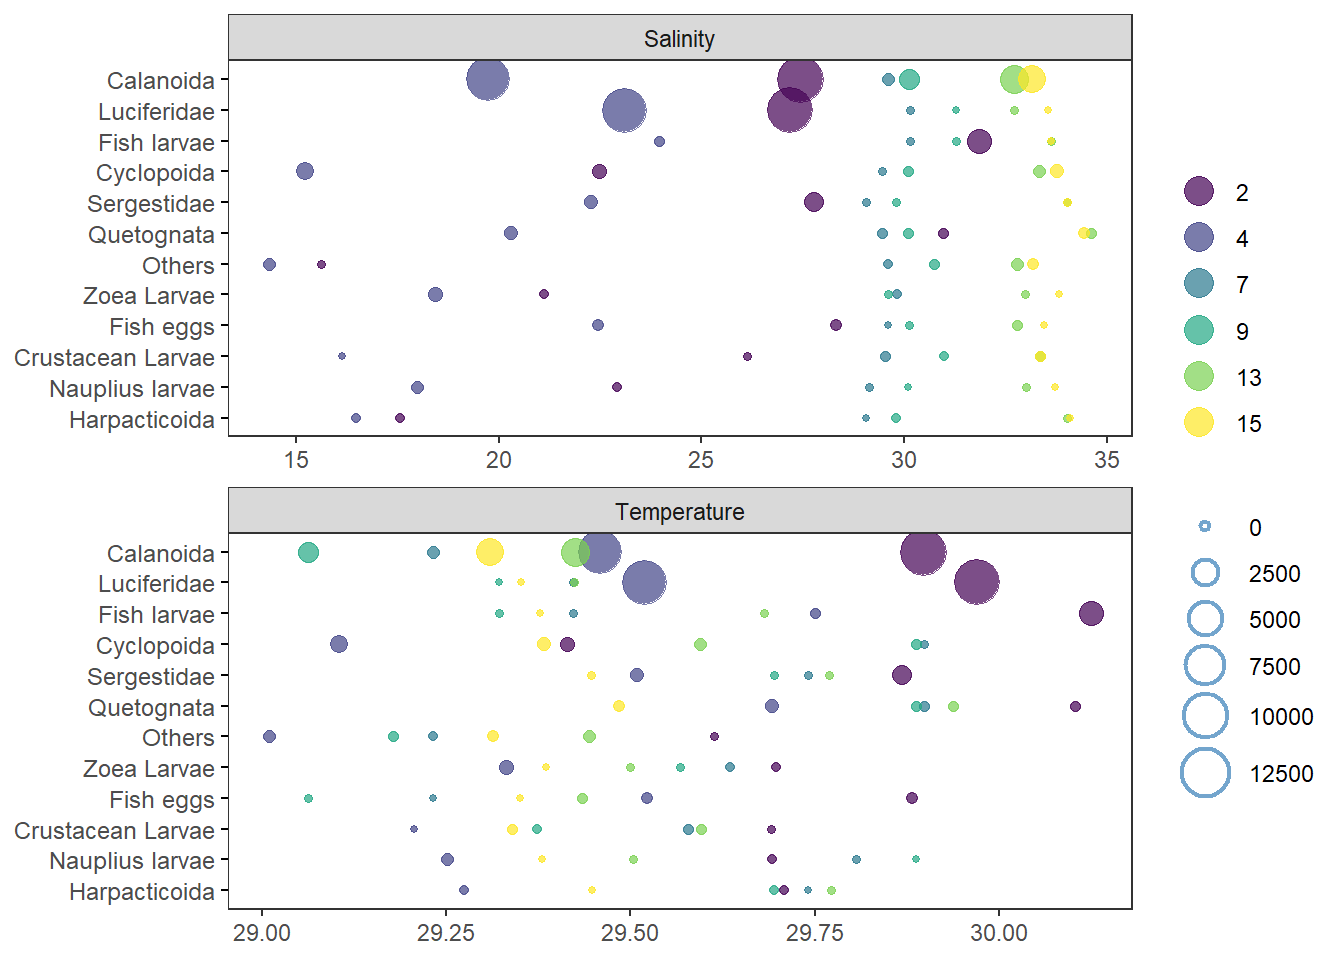 Salinity
Calanoida
Luciferidae
Fish larvae
Cyclopoida
Sergestidae
Quetognata
Others
Zoea Larvae
Fish eggs
Crustacean Larvae
Nauplius larvae
Harpacticoida
15 20 25 30 35
Temperature
Calanoida
Luciferidae
Fish larvae
Cyclopoida
Sergestidae
Quetognata
Others
Zoea Larvae
Fish eggs
Crustacean Larvae
Nauplius larvae
Harpacticoida
29.00 29.25 29.50 29.75 30.00
2
4
7
9
13
15
0
2500
5000
7500
10000
12500